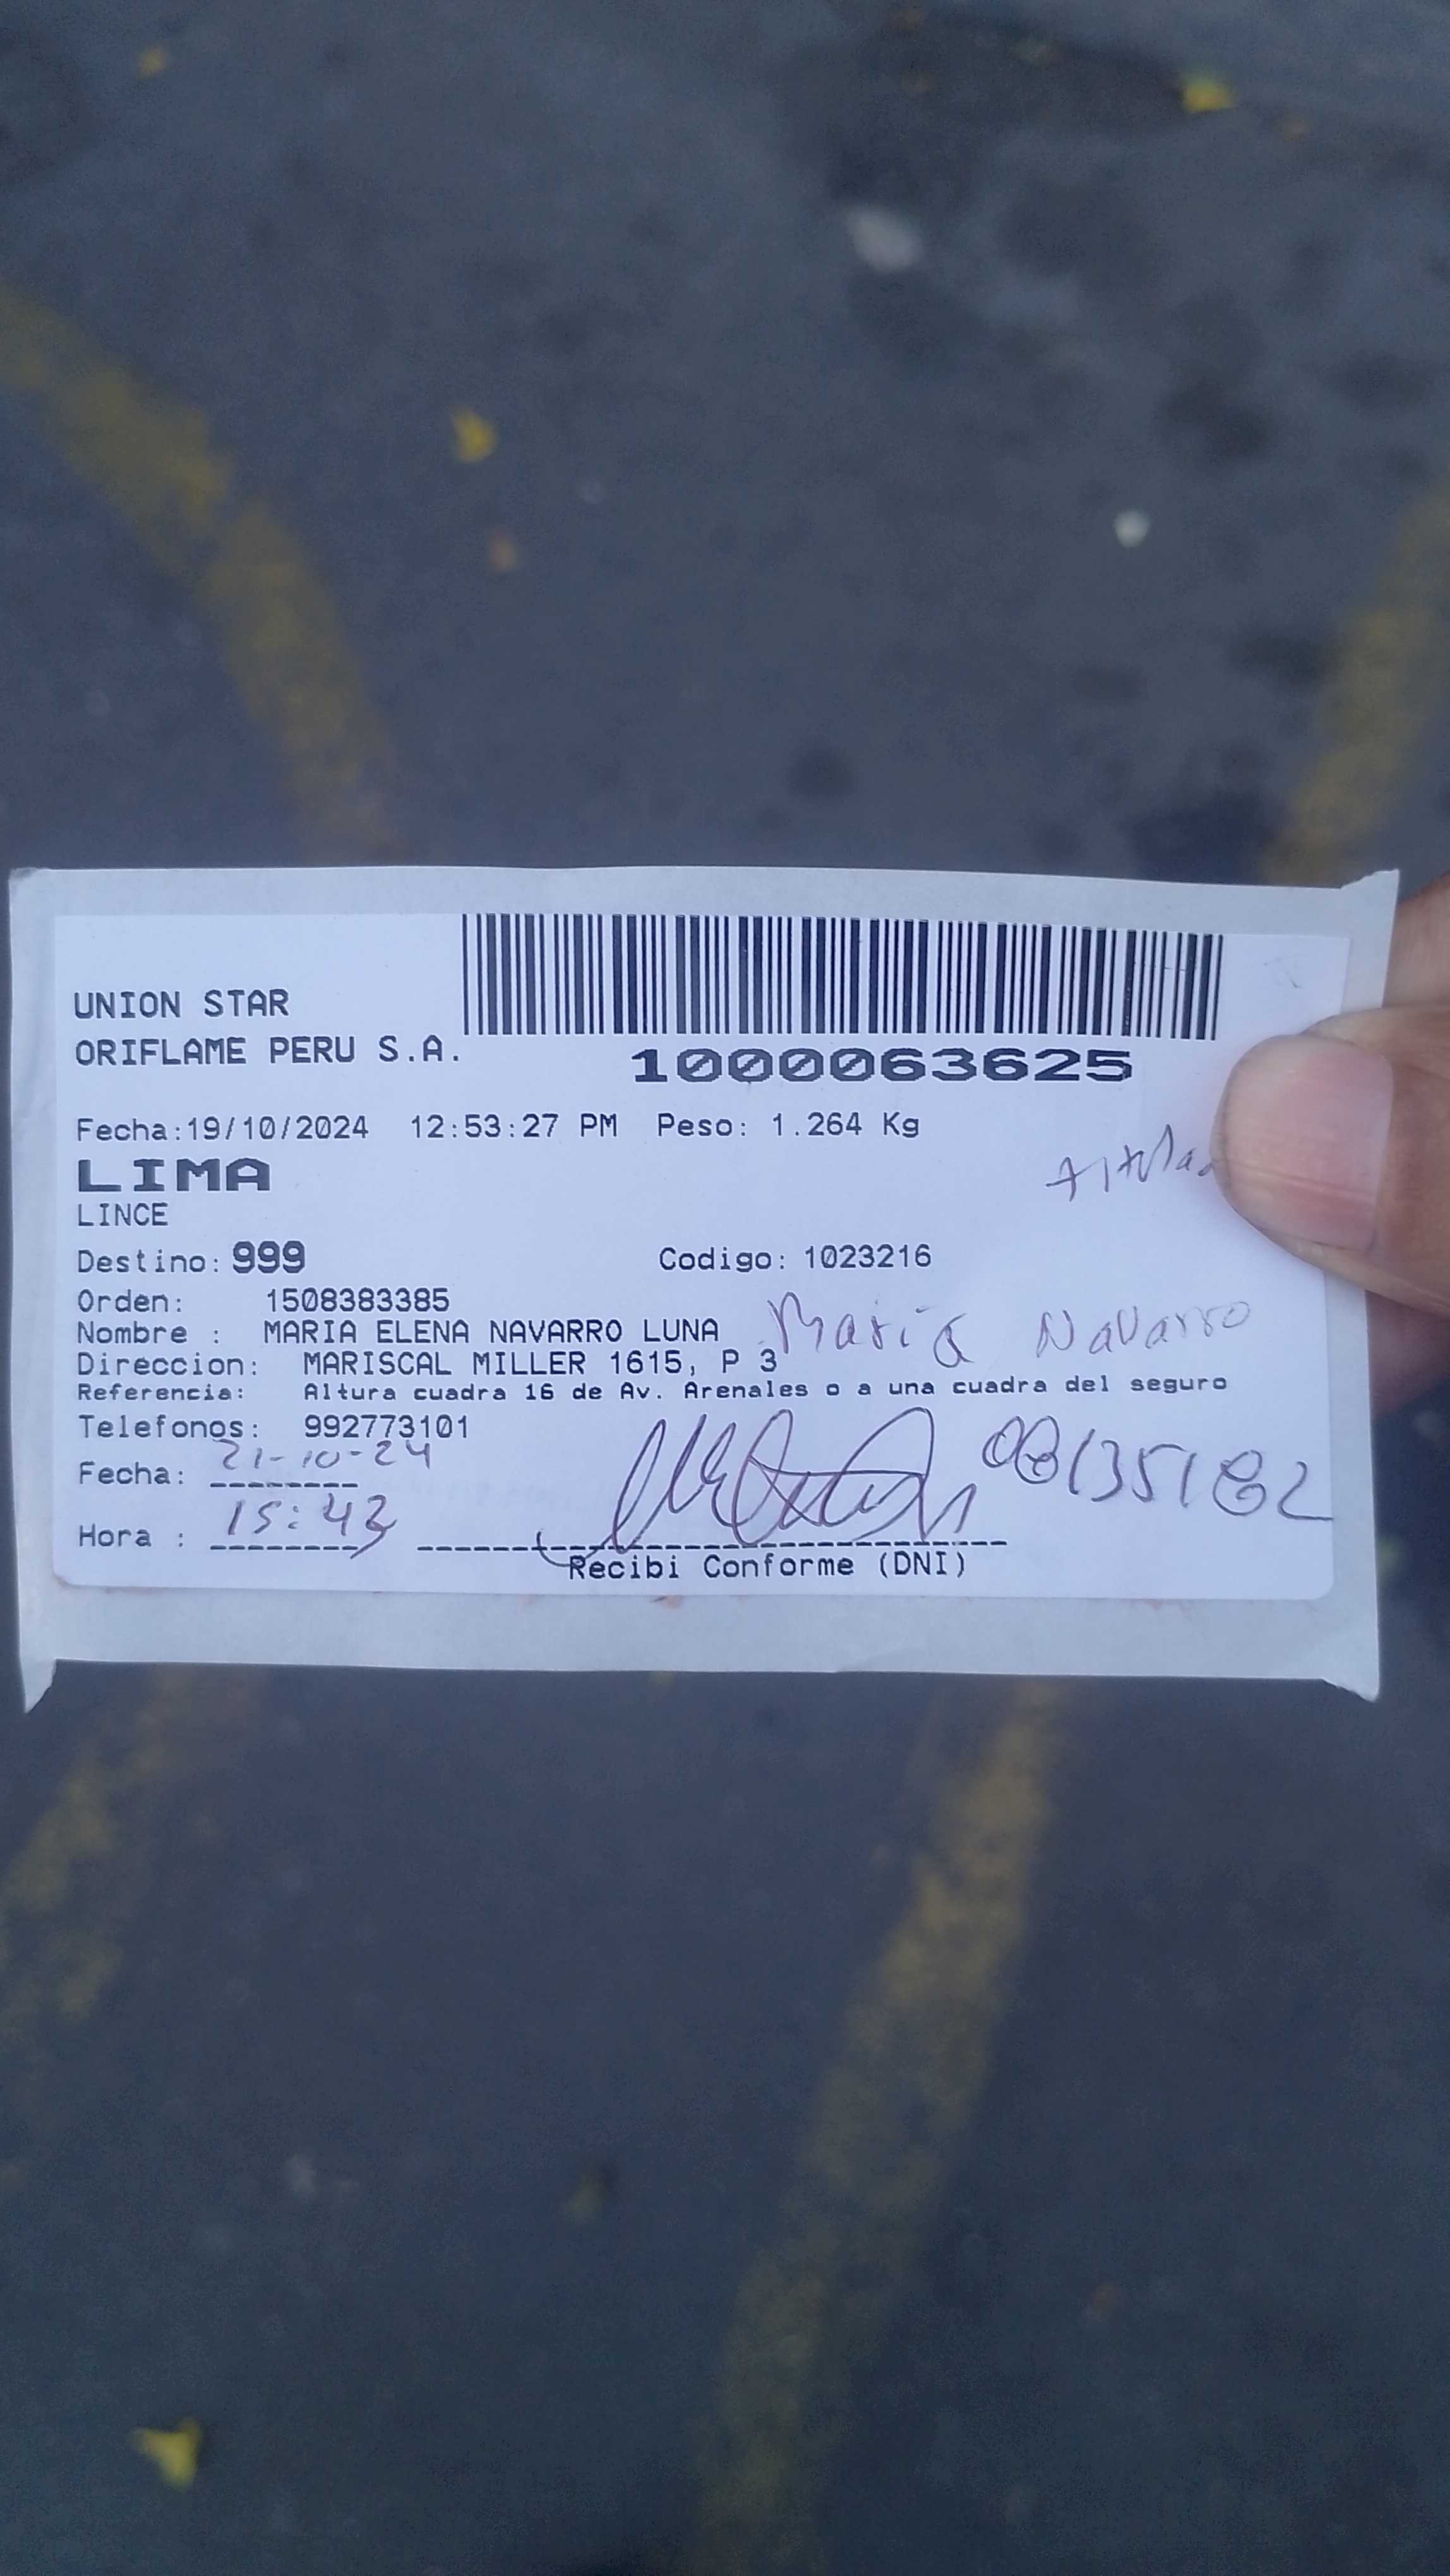 UNION STAR
ORIFLAME PERU S.A.
1000063625
Fecha:19/10/2024 12:53:27 PM Peso: 1.264 Kg
LIMA
LINCE
Destino: 999 Codigo: 1023216
Orden: 1508383385
Nombre : MARIA ELENA NAVARRO LUNA Maria Navarro
Direccion: MARISCAL MILLER 1615, P 3
Referencia: Altura cuadra 16 de Av. Arenales o a una cuadra del seguro
Telefonos: 992773101
Fecha: 21-10-24
Hora : 15:43
Recibi Conforme (DNI)